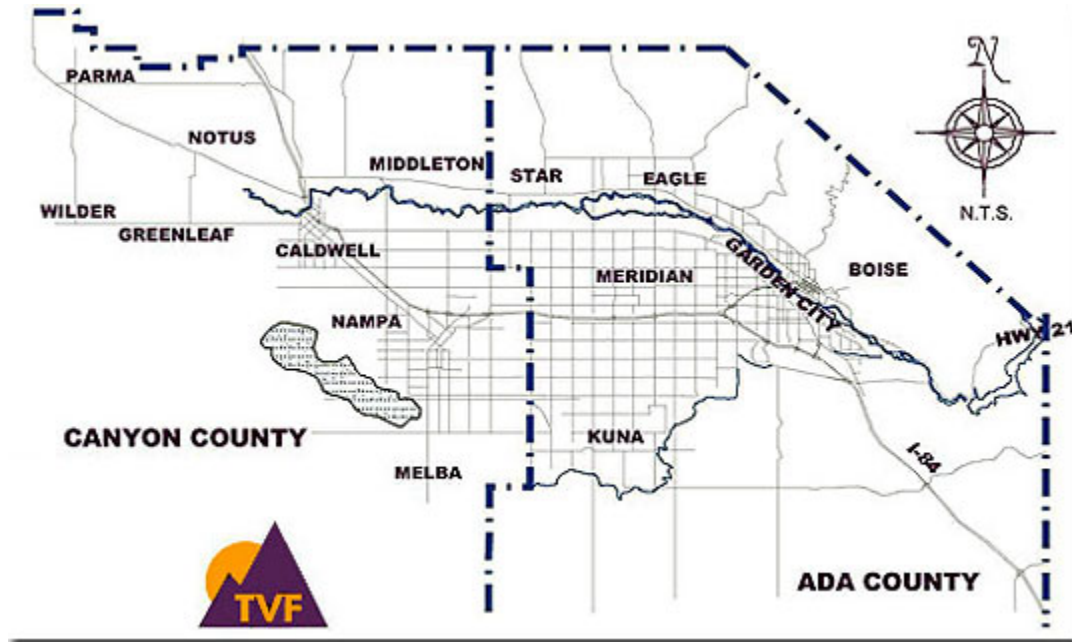 N
PARMA
NOTUS
MIDDLETON
STAR
EAGLE
N.T.S.
WILDER
GREENLEAF
CALDWELL
GARDEN CITY
BOISE
MERIDIAN
NAMPA
HWY 21
CANYON COUNTY
KUNA
MELBA
I-84
ADA COUNTY
TVF